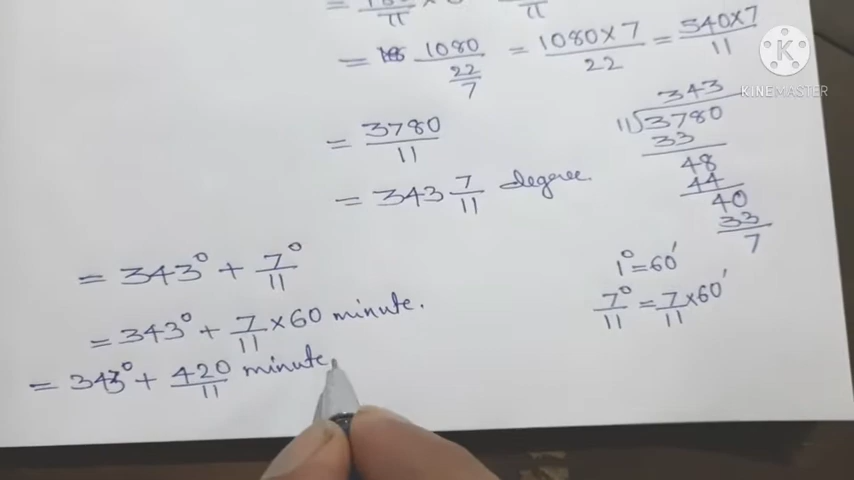 = 1080/(22/7) = 1080×7/22 = 540×7/11
KINEMASTER
= 3780/11
= 343 7/11 degree.
343
11)3780
33
48
44
40
33
7
= 343° + 7°/11
1° = 60'
= 343° + 7/11 × 60 minute.
7°/11 = 7/11 × 60'
= 343° + 420/11 minute